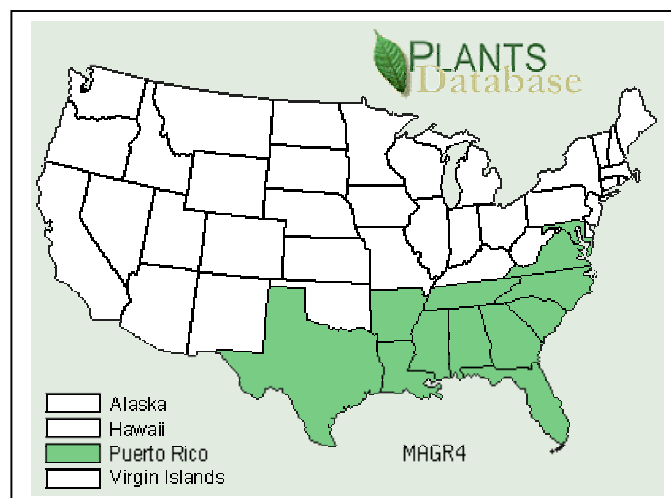 PLANTS
Database
Alaska
Hawaii
Puerto Rico
Virgin Islands
MAGR4